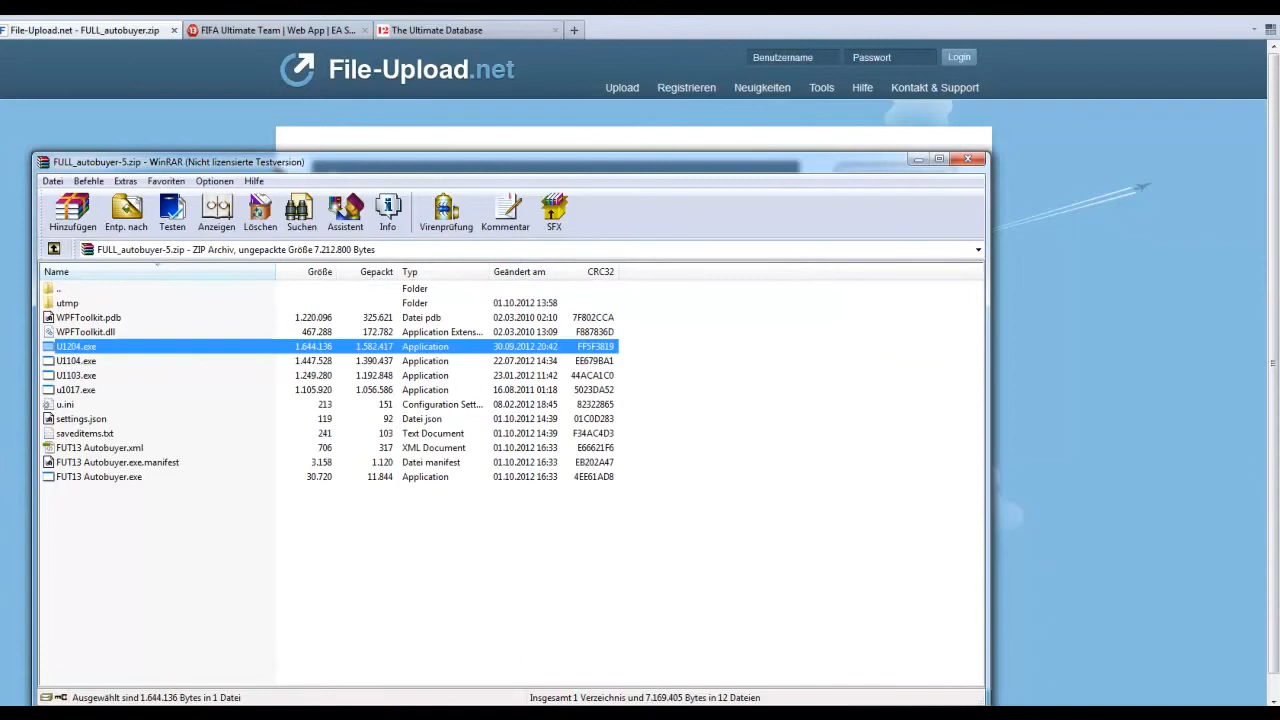 File-Upload.net - FULL_autobuyer.zip
FIFA Ultimate Team | Web App | EA S...
The Ultimate Database
File-Upload.net
Benutzername
Passwort
Login
Upload
Registrieren
Neuigkeiten
Tools
Hilfe
Kontakt & Support
FULL_autobuyer-5.zip - WinRAR (Nicht lizensierte Testversion)
Datei Befehle Extras Favoriten Optionen Hilfe
Hinzufügen Entp. nach Testen Anzeigen Löschen Suchen Assistent Info Virenprüfung Kommentar SFX
FULL_autobuyer-5.zip - ZIP Archiv, ungepackte Größe 7.212.800 Bytes
Name Größe Gepackt Typ Geändert am CRC32
.. Folder
utmp Folder 01.10.2012 13:58
WPFToolkit.pdb 1.220.096 325.621 Datei pdb 02.03.2010 02:10 7F802CCA
WPFToolkit.dll 467.288 172.782 Application Extens... 02.03.2010 13:09 FB87836D
U1204.exe 1.644.136 1.582.417 Application 30.09.2012 20:42 FF5F3819
U1104.exe 1.447.528 1.390.437 Application 22.07.2012 14:34 EE679BA1
U1103.exe 1.249.280 1.192.848 Application 23.01.2012 11:42 44ACA1C0
u1017.exe 1.105.920 1.056.586 Application 16.08.2011 01:18 5023DA52
u.ini 213 151 Configuration Sett... 08.02.2012 18:45 82322865
settings.json 119 92 Datei json 01.10.2012 14:39 01C0D283
saveditems.txt 241 103 Text Document 01.10.2012 14:39 F34AC4D3
FUT13 Autobuyer.xml 706 317 XML Document 01.10.2012 16:33 E66621F6
FUT13 Autobuyer.exe.manifest 3.158 1.120 Datei manifest 01.10.2012 16:33 EB202A47
FUT13 Autobuyer.exe 30.720 11.844 Application 01.10.2012 16:33 4EE61AD8
Ausgewählt sind 1.644.136 Bytes in 1 Datei
Insgesamt 1 Verzeichnis und 7.169.405 Bytes in 12 Dateien